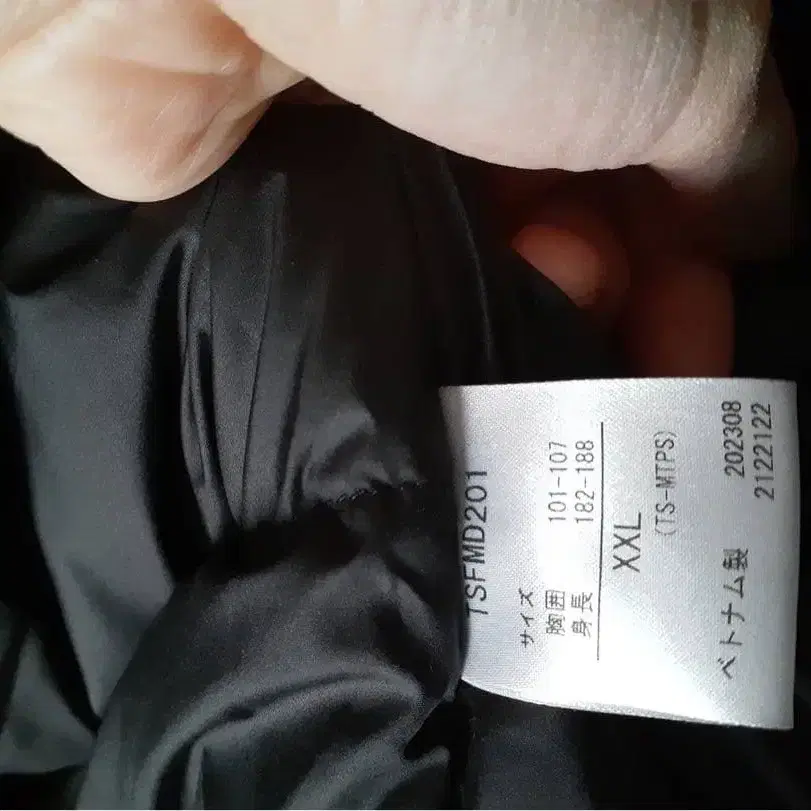 TSFMD201
サイズ
胸囲 101-107
身長 182-188
XXL
(TS-MTPS)
ベトナム製 202308
2122122